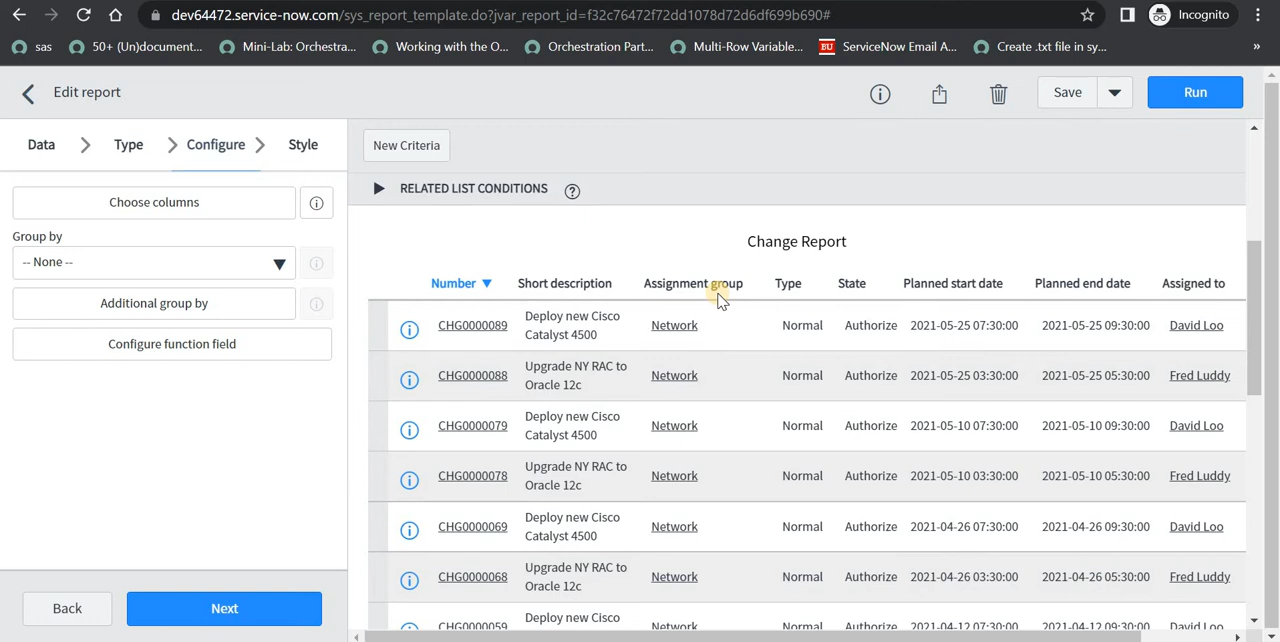 dev64472.service-now.com/sys_report_template.do?jvar_report_id=f32c76472f72dd1078d72d6df699b690#
Incognito
sas
50+ (Un)document...
Mini-Lab: Orchestra...
Working with the O...
Orchestration Part...
Multi-Row Variable...
BU
ServiceNow Email A...
Create .txt file in sy...
»
Edit report
Save
Run
Data
Type
Configure
Style
New Criteria
RELATED LIST CONDITIONS
Choose columns
Group by
-- None --
Additional group by
Configure function field
Back
Next
Change Report
Number Short description Assignment group Type State Planned start date Planned end date Assigned to
CHG0000089 Deploy new Cisco Catalyst 4500 Network Normal Authorize 2021-05-25 07:30:00 2021-05-25 09:30:00 David Loo
CHG0000088 Upgrade NY RAC to Oracle 12c Network Normal Authorize 2021-05-25 03:30:00 2021-05-25 05:30:00 Fred Luddy
CHG0000079 Deploy new Cisco Catalyst 4500 Network Normal Authorize 2021-05-10 07:30:00 2021-05-10 09:30:00 David Loo
CHG0000078 Upgrade NY RAC to Oracle 12c Network Normal Authorize 2021-05-10 03:30:00 2021-05-10 05:30:00 Fred Luddy
CHG0000069 Deploy new Cisco Catalyst 4500 Network Normal Authorize 2021-04-26 07:30:00 2021-04-26 09:30:00 David Loo
CHG0000068 Upgrade NY RAC to Oracle 12c Network Normal Authorize 2021-04-26 03:30:00 2021-04-26 05:30:00 Fred Luddy
CHG0000059 Deploy new Cisco Network Normal Authorize 2021-04-12 07:30:00 2021-04-12 09:30:00 David Loo